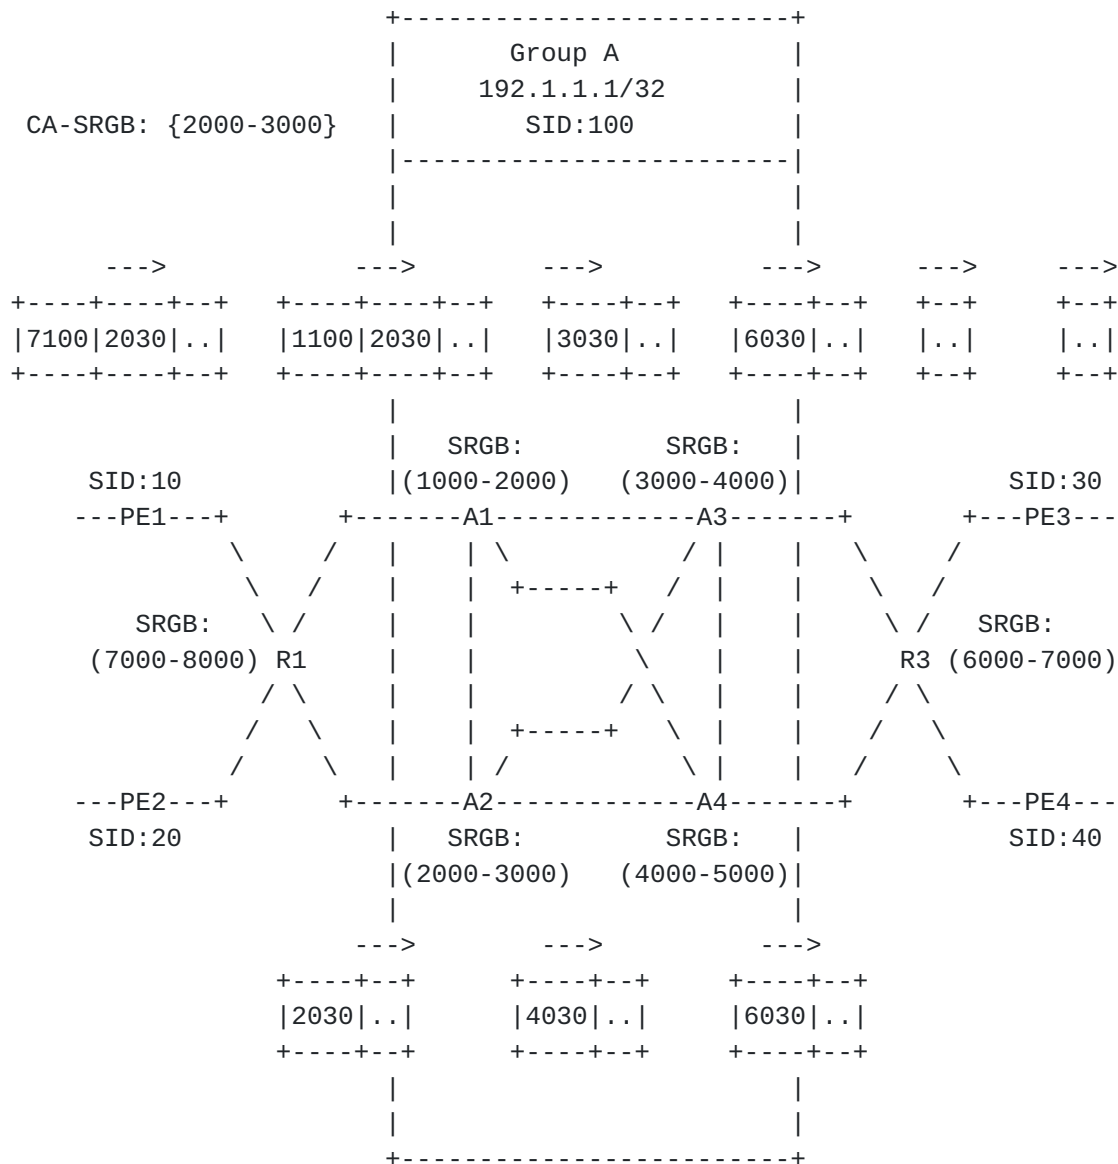 Group A
192.1.1.1/32
CA-SRGB: {2000-3000} SID:100
---> ---> ---> ---> ---> --->
|7100|2030|..| |1100|2030|..| |3030|..| |6030|..| |..| |..|
SRGB: SRGB:
SID:10 (1000-2000) (3000-4000) SID:30
---PE1---+ +-------A1-------------A3-------+ +---PE3---
SRGB: SRGB:
(7000-8000) R1 R3 (6000-7000)
---PE2---+ +-------A2-------------A4-------+ +---PE4---
SID:20 SRGB: SRGB: SID:40
(2000-3000) (4000-5000)
---> ---> --->
|2030|..| |4030|..| |6030|..|